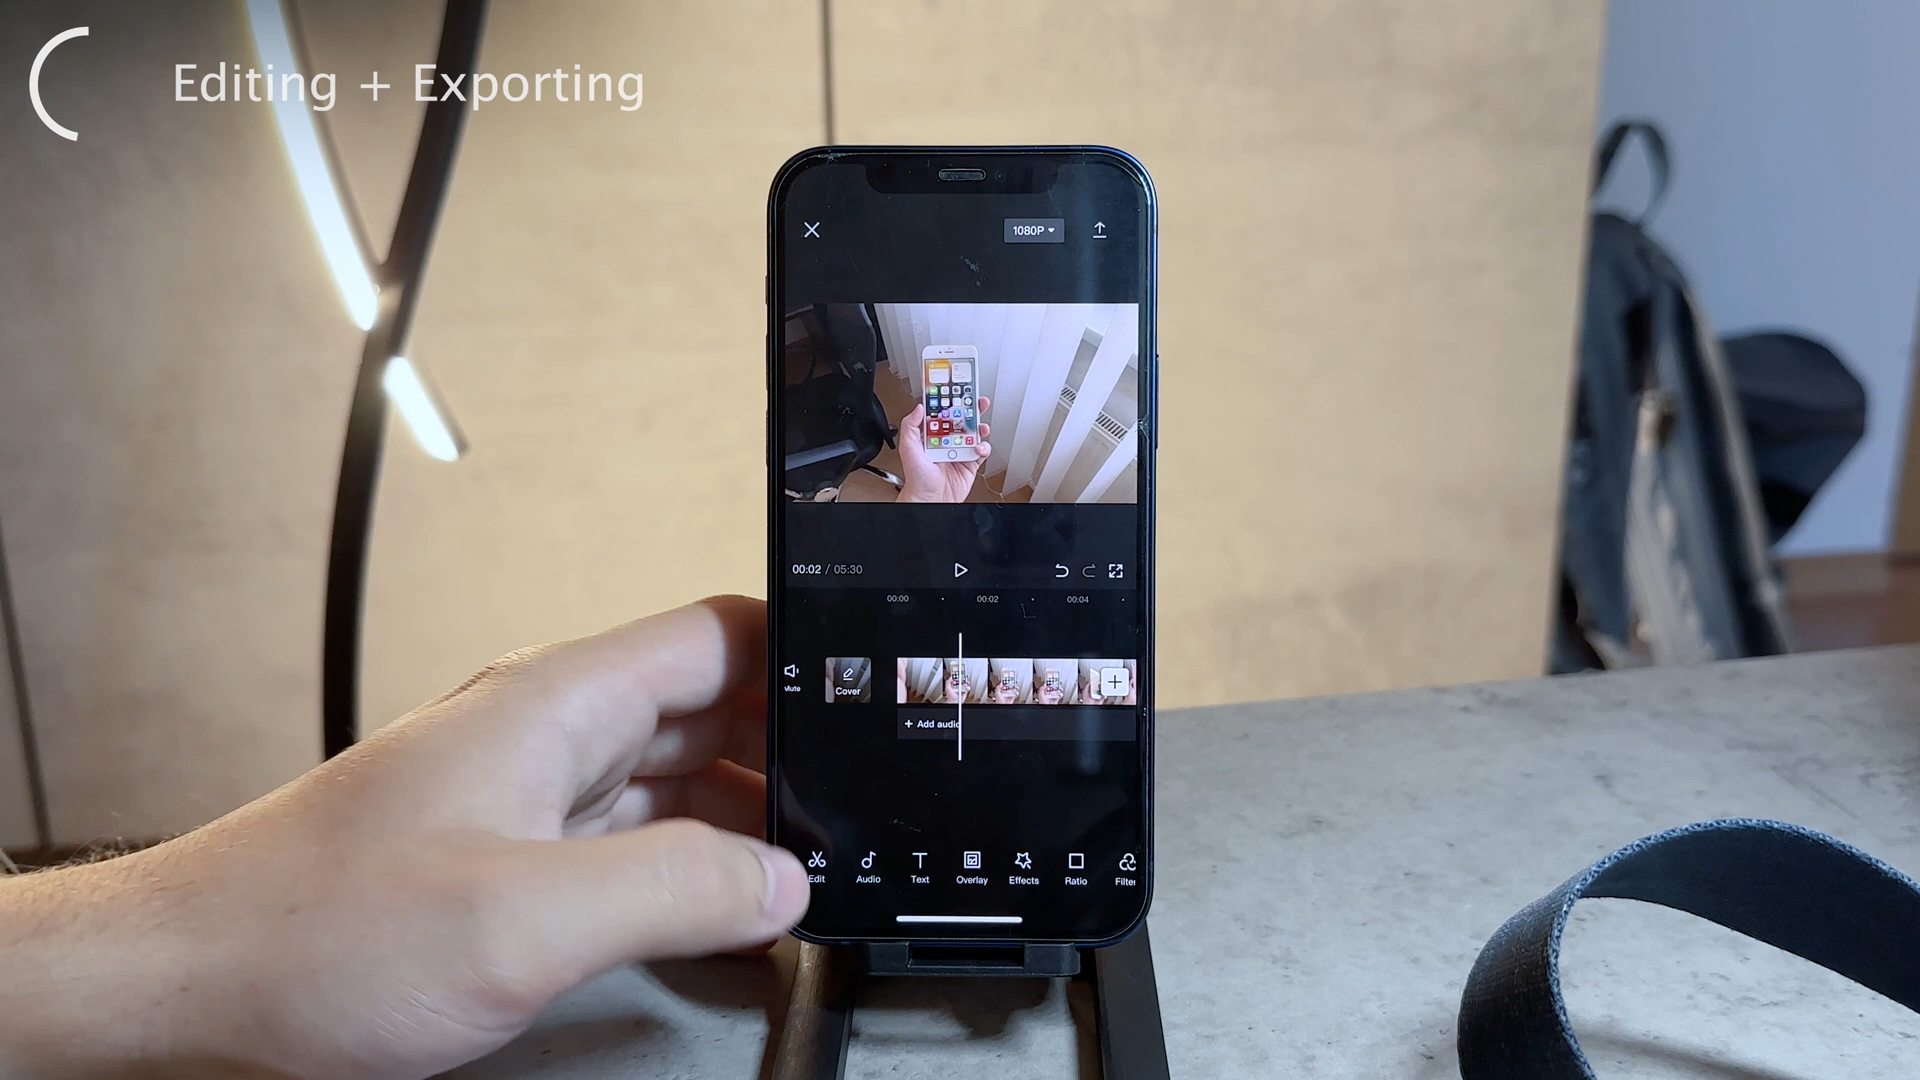 Editing + Exporting
1080P
00:02 / 05:30
00:00 00:02 00:04
Mute
Cover
+ Add audio
Edit Audio Text Overlay Effects Ratio Filter